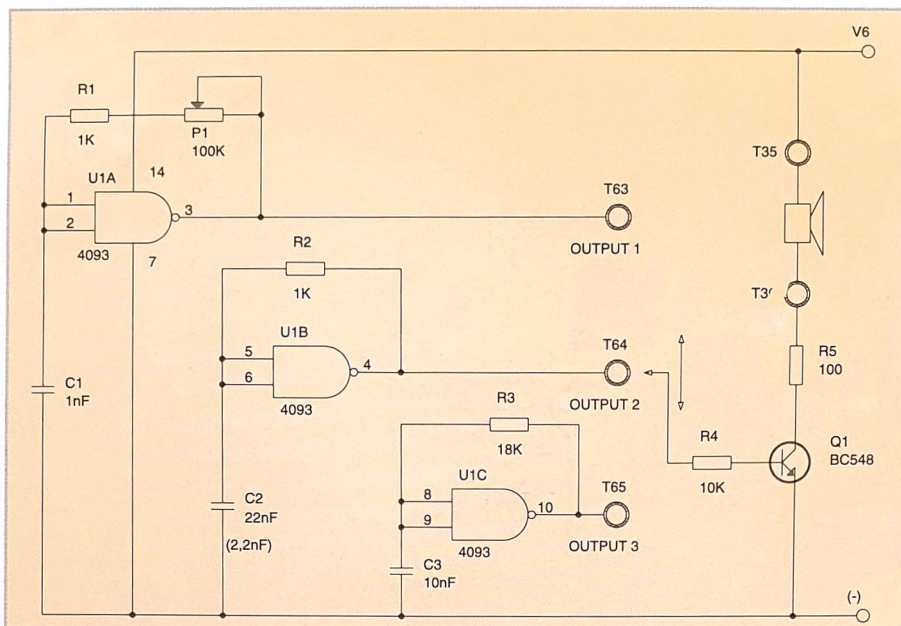 V6
R1
1K
P1
100K
T35
U1A
14
1
2
3
4093
7
T63
OUTPUT 1
R2
1K
U1B
5
6
4
4093
T64
OUTPUT 2
R5
100
C1
1nF
R3
18K
R4
10K
Q1
BC548
C2
22nF
(2,2nF)
U1C
8
9
10
4093
T65
OUTPUT 3
C3
10nF
(-)